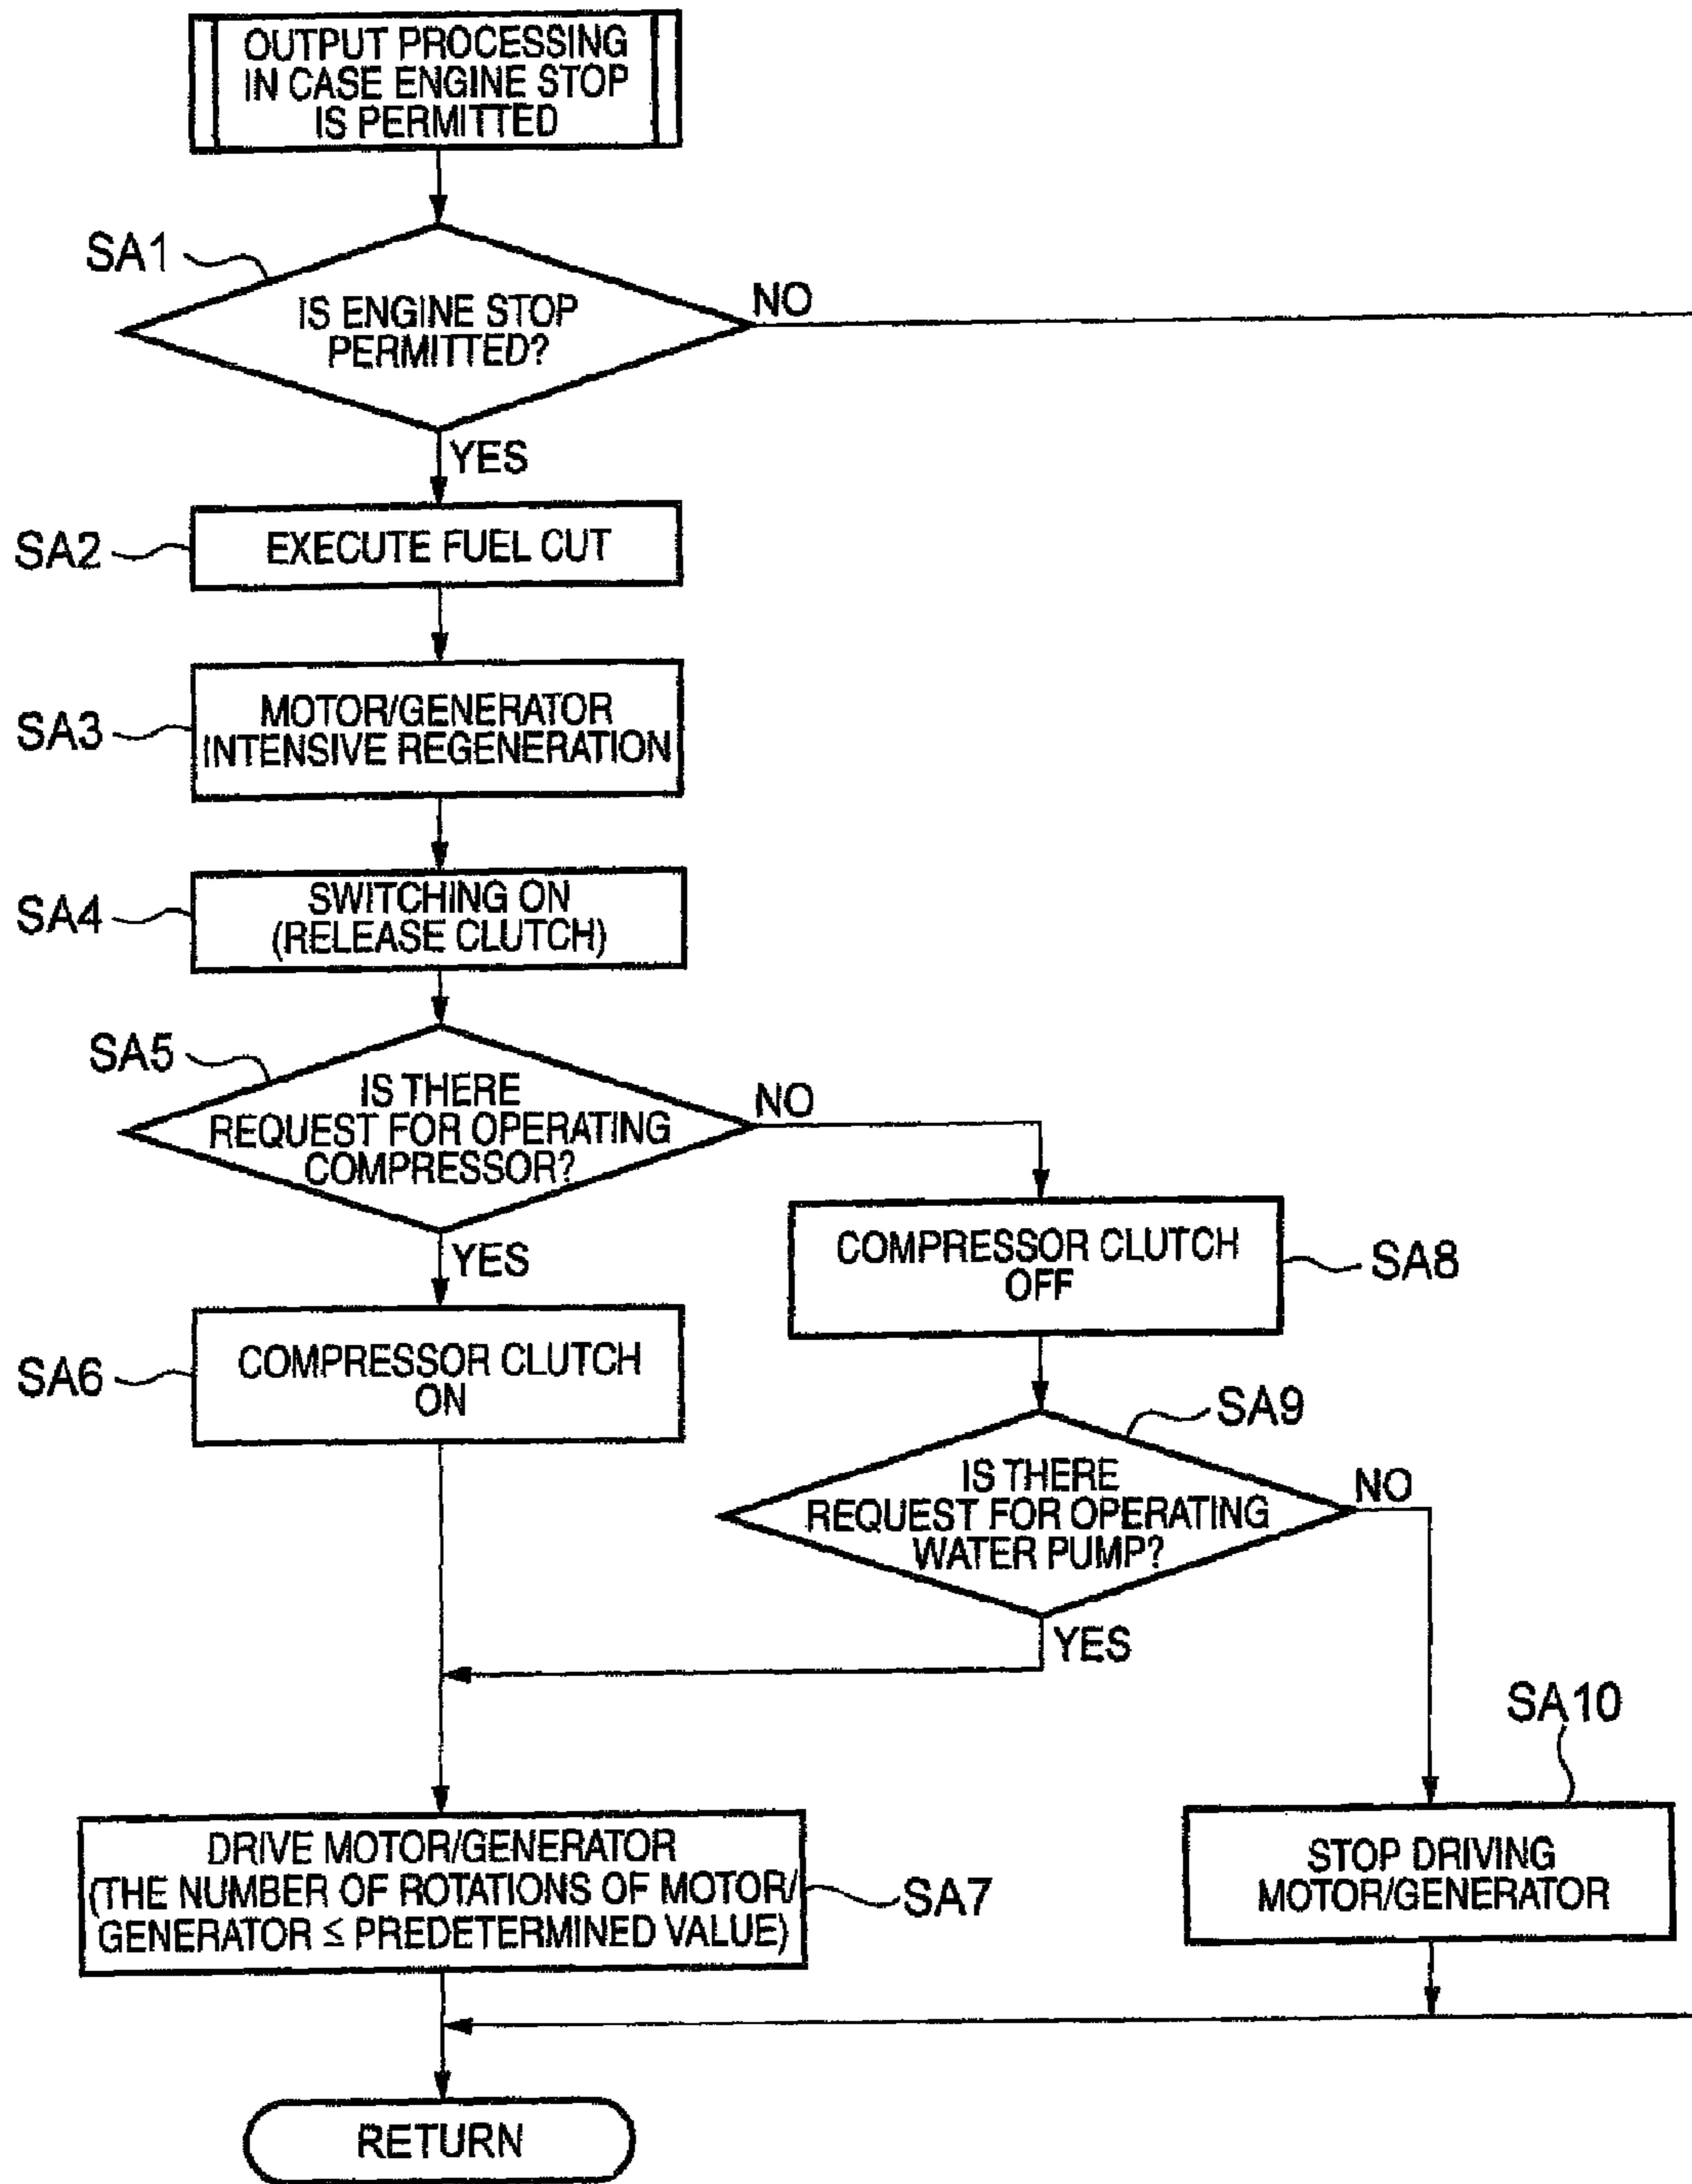 OUTPUT PROCESSING
IN CASE ENGINE STOP
IS PERMITTED
SA1
IS ENGINE STOP
PERMITTED?
NO
YES
SA2
EXECUTE FUEL CUT
SA3
MOTOR/GENERATOR
INTENSIVE REGENERATION
SA4
SWITCHING ON
(RELEASE CLUTCH)
SA5
IS THERE
REQUEST FOR OPERATING
COMPRESSOR?
NO
YES
COMPRESSOR CLUTCH
OFF
SA8
SA6
COMPRESSOR CLUTCH
ON
SA9
IS THERE
REQUEST FOR OPERATING
WATER PUMP?
NO
YES
SA10
DRIVE MOTOR/GENERATOR
(THE NUMBER OF ROTATIONS OF MOTOR/
GENERATOR ≤ PREDETERMINED VALUE)
SA7
STOP DRIVING
MOTOR/GENERATOR
RETURN